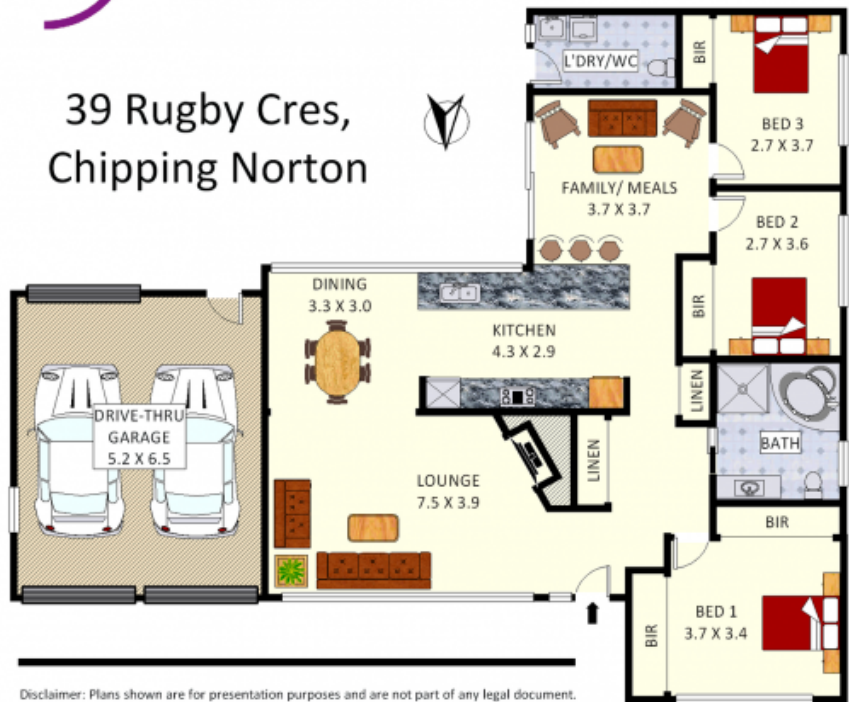 39 Rugby Cres,
Chipping Norton
L'DRY/WC
BIR
BED 3
2.7 X 3.7
FAMILY/ MEALS
3.7 X 3.7
BED 2
2.7 X 3.6
BIR
DINING
3.3 X 3.0
KITCHEN
4.3 X 2.9
LINEN
DRIVE-THRU
GARAGE
5.2 X 6.5
BATH
LINEN
LOUNGE
7.5 X 3.9
BIR
BED 1
3.7 X 3.4
BIR
Disclaimer: Plans shown are for presentation purposes and are not part of any legal document.